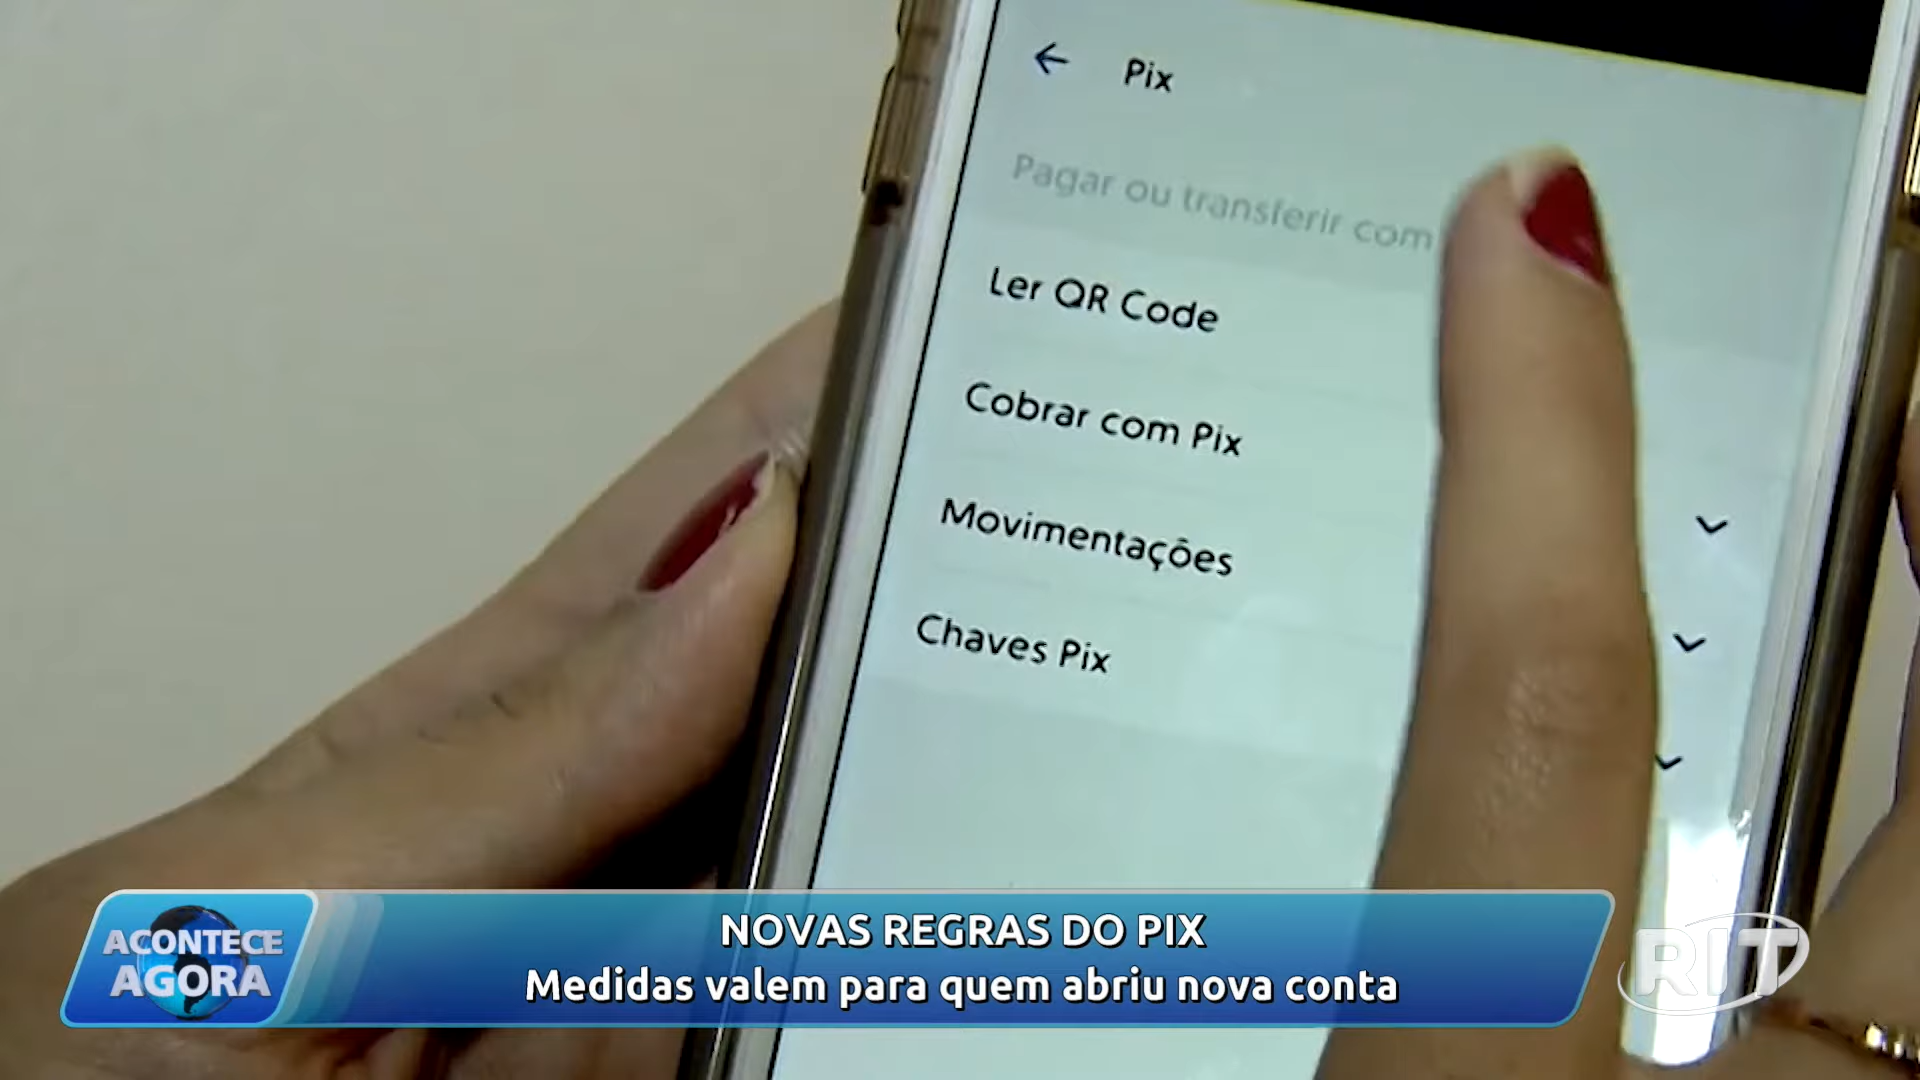 Pix
Pagar ou transferir com
Ler QR Code
Cobrar com Pix
Movimentações
Chaves Pix
NOVAS REGRAS DO PIX
Medidas valem para quem abriu nova conta
ACONTECE
AGORA
RIT